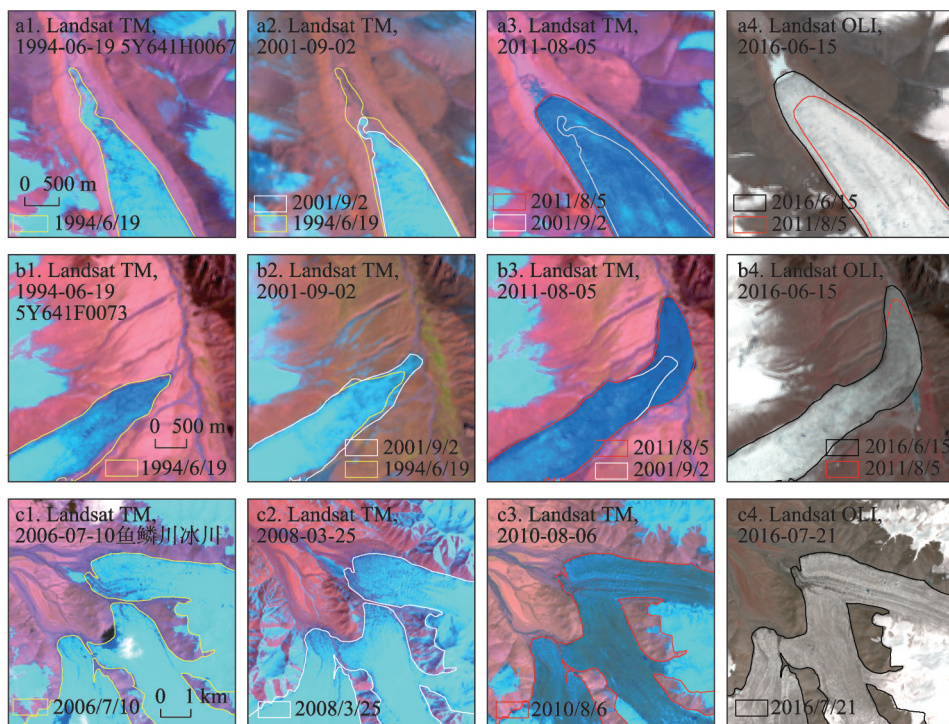 a1. Landsat TM,
1994-06-19 5Y641H0067
0 500 m
1994/6/19
a2. Landsat TM,
2001-09-02
2001/9/2
1994/6/19
a3. Landsat TM,
2011-08-05
2011/8/5
2001/9/2
a4. Landsat OLI,
2016-06-15
2016/6/15
2011/8/5
b1. Landsat TM,
1994-06-19
5Y641F0073
0 500 m
1994/6/19
b2. Landsat TM,
2001-09-02
2001/9/2
1994/6/19
b3. Landsat TM,
2011-08-05
2011/8/5
2001/9/2
b4. Landsat OLI,
2016-06-15
2016/6/15
2011/8/5
c1. Landsat TM,
2006-07-10鱼鳞川冰川
2006/7/10
0 1 km
c2. Landsat TM,
2008-03-25
2008/3/25
c3. Landsat TM,
2010-08-06
2010/8/6
c4. Landsat OLI,
2016-07-21
2016/7/21